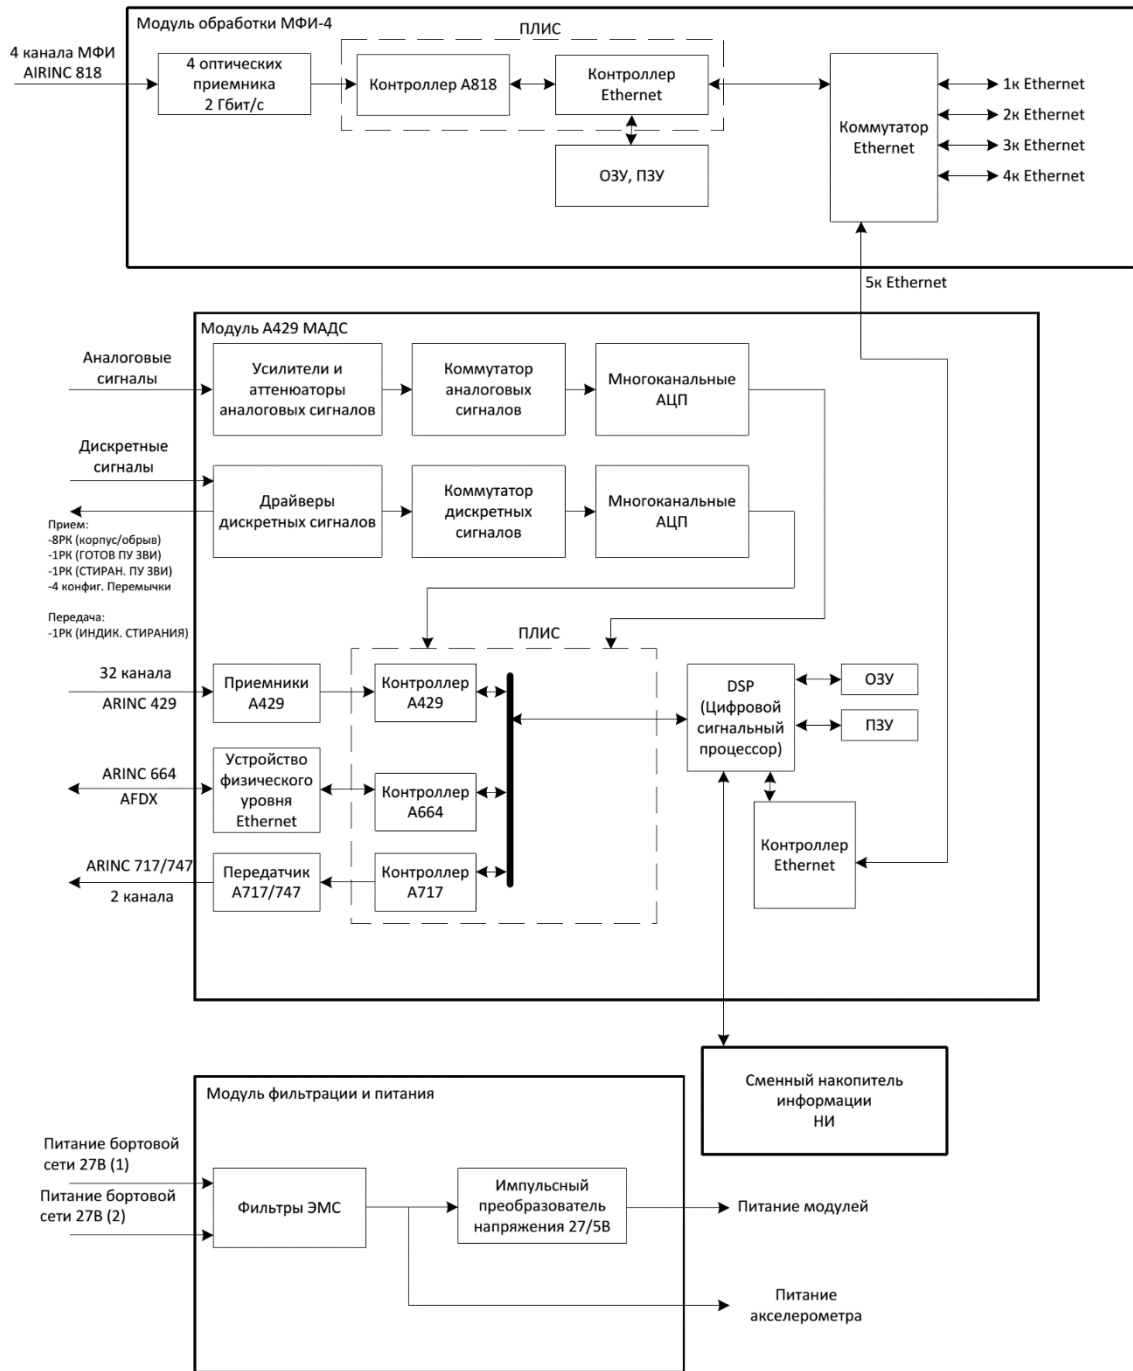 Модуль обработки МФИ-4
ПЛИС
4 канала МФИ
AIRINC 818
4 оптических
приемника
2 Гбит/с
Контроллер А818
Контроллер
Ethernet
ОЗУ, ПЗУ
Коммутатор
Ethernet
1к Ethernet
2к Ethernet
3к Ethernet
4к Ethernet
5к Ethernet
Модуль А429 МАДС
Аналоговые
сигналы
Усилители и
аттенюаторы
аналоговых сигналов
Коммутатор
аналоговых
сигналов
Многоканальные
АЦП
Дискретные
сигналы
Драйверы
дискретных сигналов
Коммутатор
дискретных
сигналов
Многоканальные
АЦП
Прием:
-8РК (корпус/обрыв)
-1РК (ГОТОВ ПУ ЗВИ)
-1РК (СТИРАН. ПУ ЗВИ)
-4 конфиг. Перемычки
Передача:
-1РК (ИНДИК. СТИРАНИЯ)
ПЛИС
32 канала
ARINC 429
Приемники
А429
Контроллер
А429
DSP
(Цифровой
сигнальный
процессор)
ОЗУ
ПЗУ
ARINC 664
AFDX
Устройство
физического
уровня
Ethernet
Контроллер
А664
Контроллер
Ethernet
ARINC 717/747
2 канала
Передатчик
А717/747
Контроллер
А717
Сменный накопитель
информации
НИ
Модуль фильтрации и питания
Питание бортовой
сети 27В (1)
Питание бортовой
сети 27В (2)
Фильтры ЭМС
Импульсный
преобразователь
напряжения 27/5В
Питание модулей
Питание
акселерометра